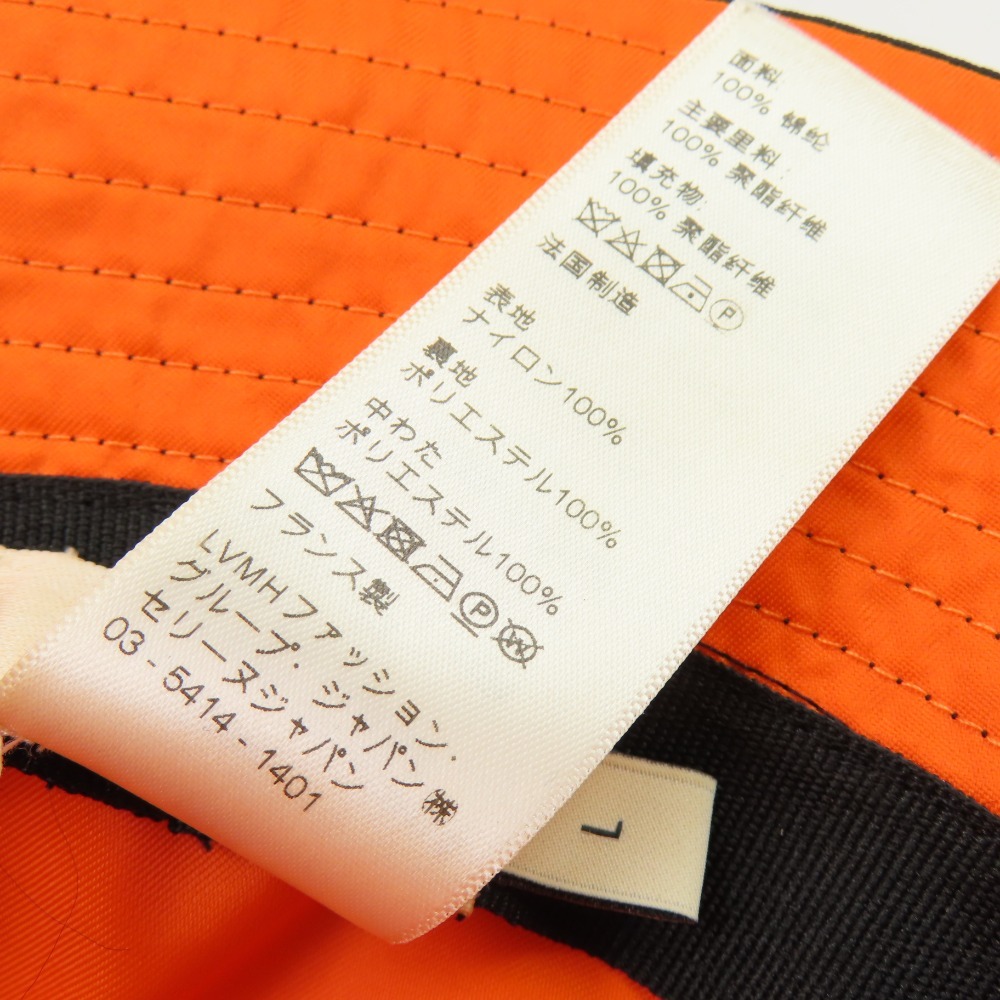 面料:
100% 锦纶
主要里料:
100% 聚酯纤维
填充物:
100% 聚酯纤维
P
法国制造
表地
ナイロン100%
裏地
ポリエステル100%
中わた
ポリエステル100%
P W
フランス製
LVMHファッション.
グループ. ジャパン㈱
セリーヌジャパン
03-5414-1401
L